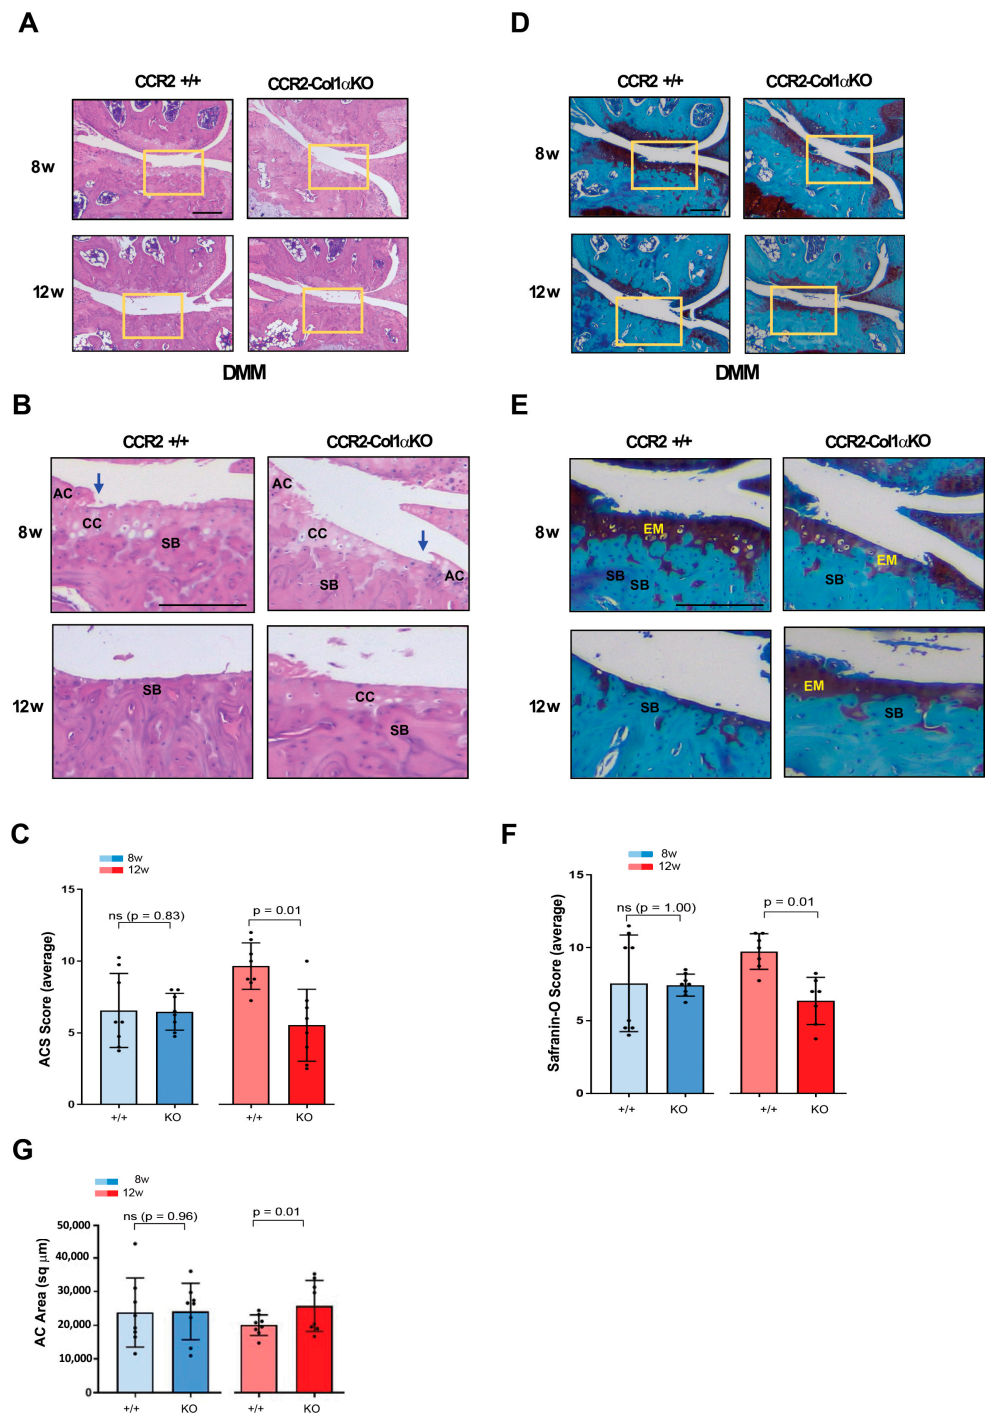 A
CCR2 +/+
CCR2-Col1αKO
8w
12w
DMM
D
CCR2 +/+
CCR2-Col1αKO
8w
12w
DMM
B
CCR2 +/+
CCR2-Col1αKO
8w
AC
CC
SB
AC
CC
SB
AC
12w
SB
CC
SB
E
CCR2 +/+
CCR2-Col1αKO
8w
EM
SB
SB
EM
SB
12w
SB
EM
SB
C
8w
12w
ACS Score (average)
15
10
5
0
ns (p = 0.83)
p = 0.01
+/+
KO
+/+
KO
F
8w
12w
Safranin-O Score (average)
15
10
5
0
ns (p = 1.00)
p = 0.01
+/+
KO
+/+
KO
G
8w
12w
AC Area (sq µm)
50,000
40,000
30,000
20,000
10,000
0
ns (p = 0.96)
p = 0.01
+/+
KO
+/+
KO